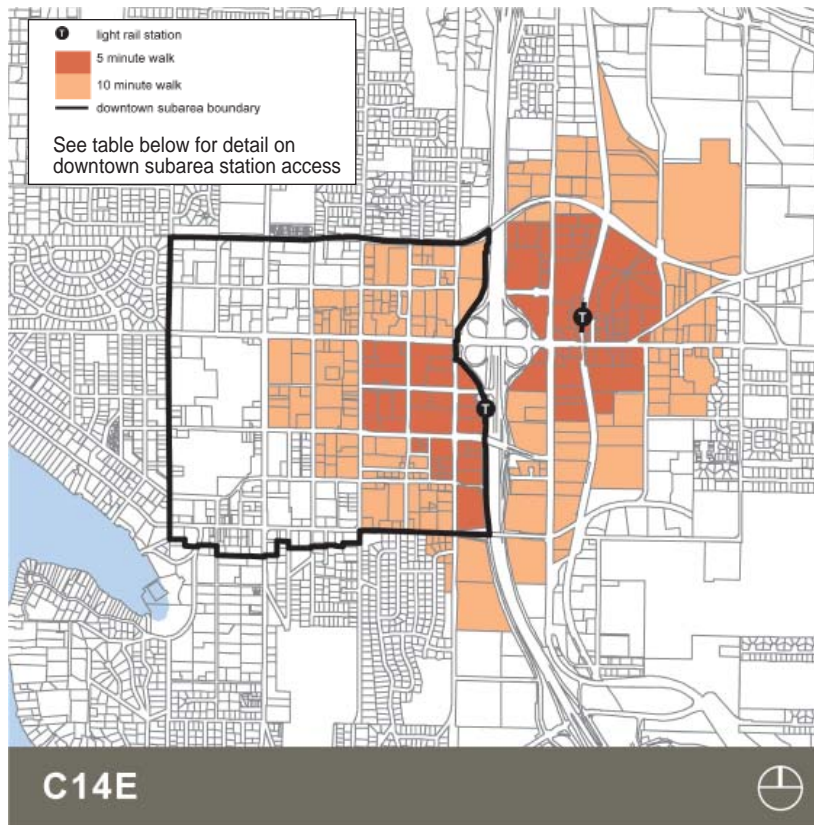 T light rail station
5 minute walk
10 minute walk
downtown subarea boundary
See table below for detail on
downtown subarea station access
T
T
C14E